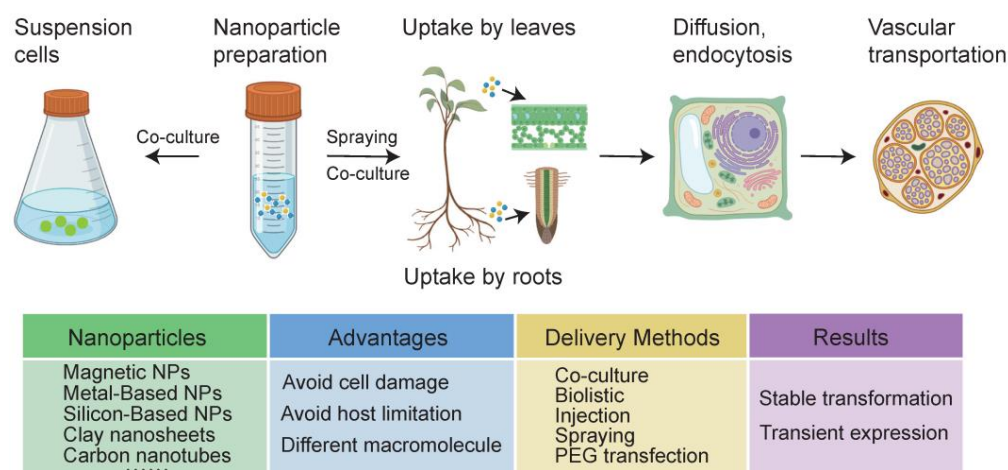 Suspension
cells
Nanoparticle
preparation
Uptake by leaves
Diffusion,
endocytosis
Vascular
transportation
Co-culture
Spraying
Co-culture
Uptake by roots
Nanoparticles
Magnetic NPs
Metal-Based NPs
Silicon-Based NPs
Clay nanosheets
Carbon nanotubes
......
Advantages
Avoid cell damage
Avoid host limitation
Different macromolecule
Delivery Methods
Co-culture
Biolistic
Injection
Spraying
PEG transfection
Results
Stable transformation
Transient expression